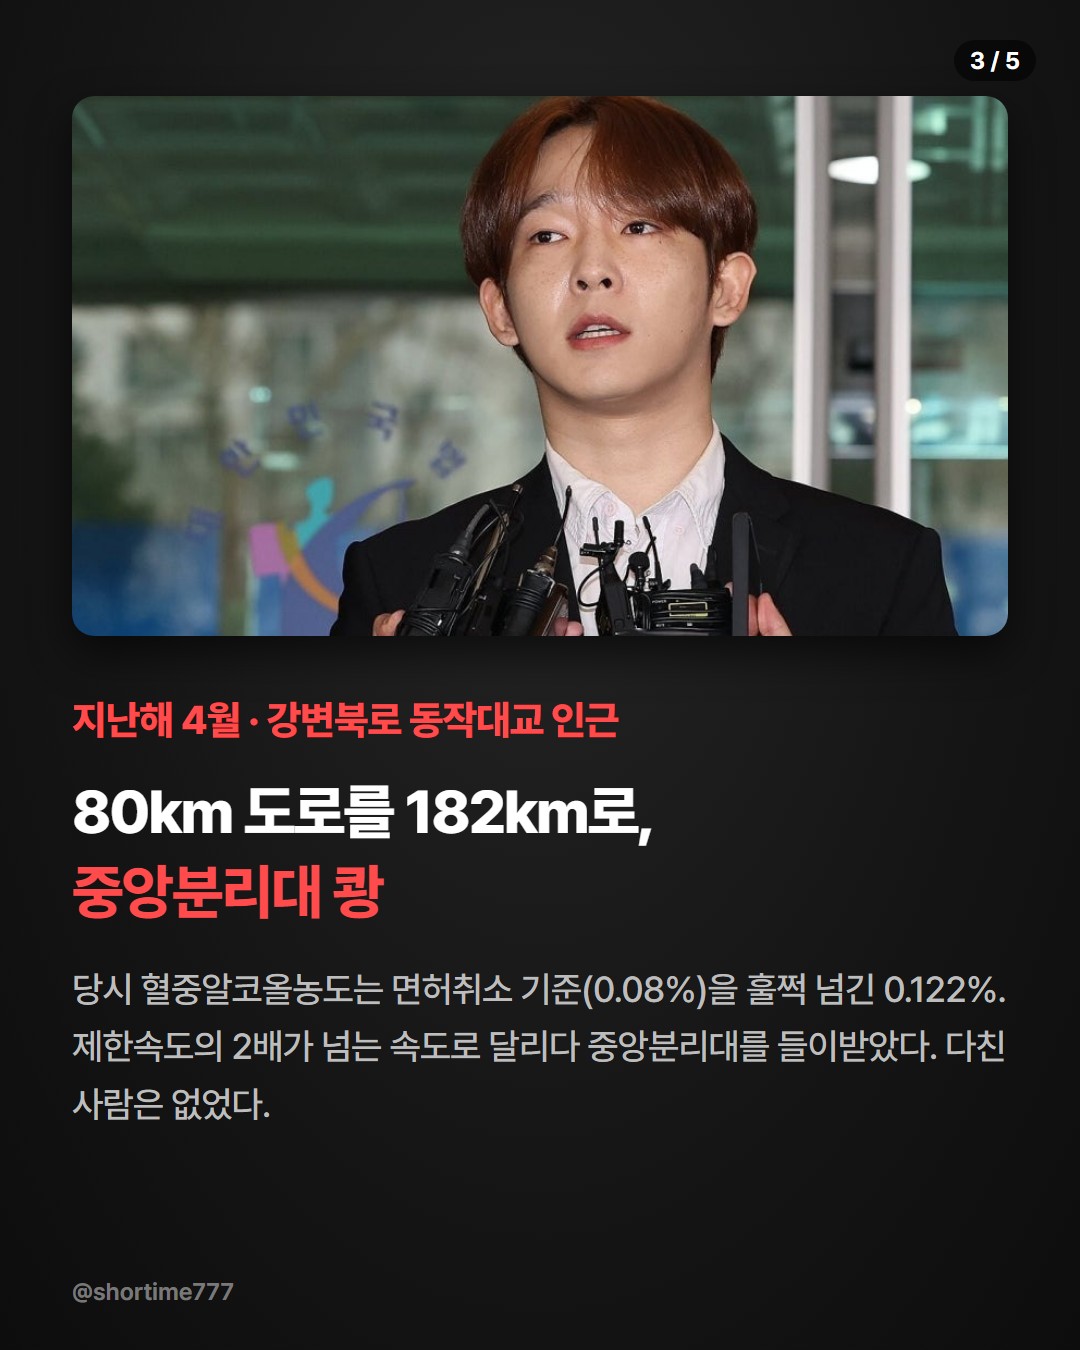 3 / 5
지난해 4월 · 강변북로 동작대교 인근
80km 도로를 182km로,
중앙분리대 쾅
당시 혈중알코올농도는 면허취소 기준(0.08%)을 훌쩍 넘긴 0.122%.
제한속도의 2배가 넘는 속도로 달리다 중앙분리대를 들이받았다. 다친
사람은 없었다.
@shortime777